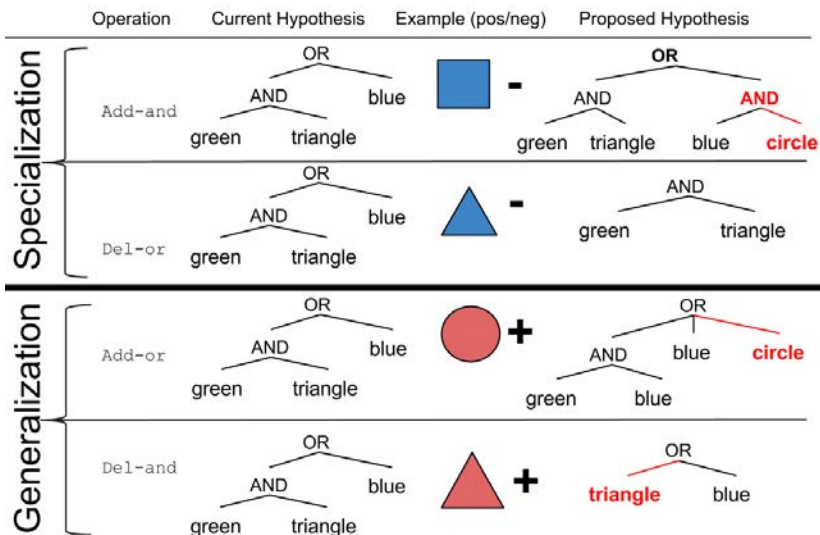 Operation Current Hypothesis Example (pos/neg) Proposed Hypothesis
Specialization
Add-and
OR
AND blue
green triangle
-
OR
AND AND
green triangle blue circle
Del-or
OR
AND blue
green triangle
-
AND
green triangle
Generalization
Add-or
OR
AND blue
green triangle
+
OR
AND blue circle
green blue
Del-and
OR
AND blue
green triangle
+
OR
triangle blue